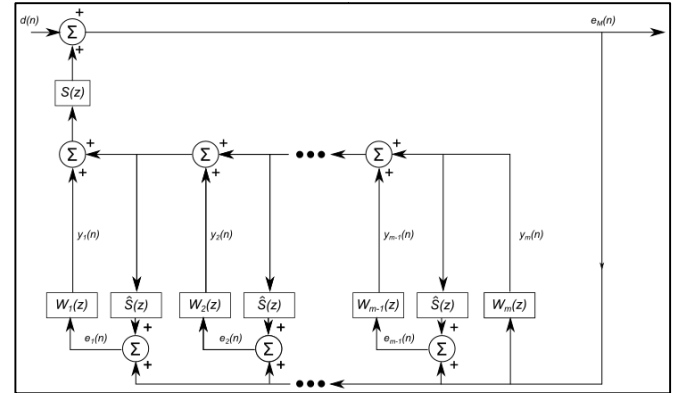 d(n) + Σ + e_M(n)
S(z)
Σ + + Σ + + ••• Σ + +
y_1(n) y_2(n) y_{m-1}(n) y_m(n)
W_1(z) Ŝ(z) W_2(z) Ŝ(z) W_{m-1}(z) Ŝ(z) W_m(z)
+ + +
e_1(n) Σ e_2(n) Σ e_{m-1}(n) Σ
+ + +
•••